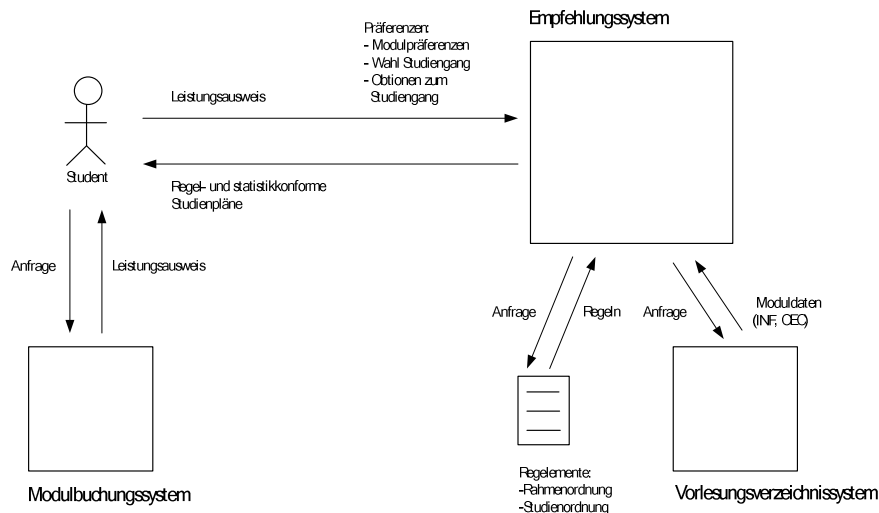 Empfehlungssystem
Präferenzen:
- Modulpräferenzen
- Wahl Studiengang
- Obtionen zum
Studiengang
Leistungsausweis
Student
Regel- und statistikkonforme
Studienpläne
Anfrage
Leistungsausweis
Anfrage
Regeln
Anfrage
Moduldaten
(INF, OEC)
Modulbuchungssystem
Regelemente:
-Rahmenordnung
-Studienordnung
Vorlesungsverzeichnissystem